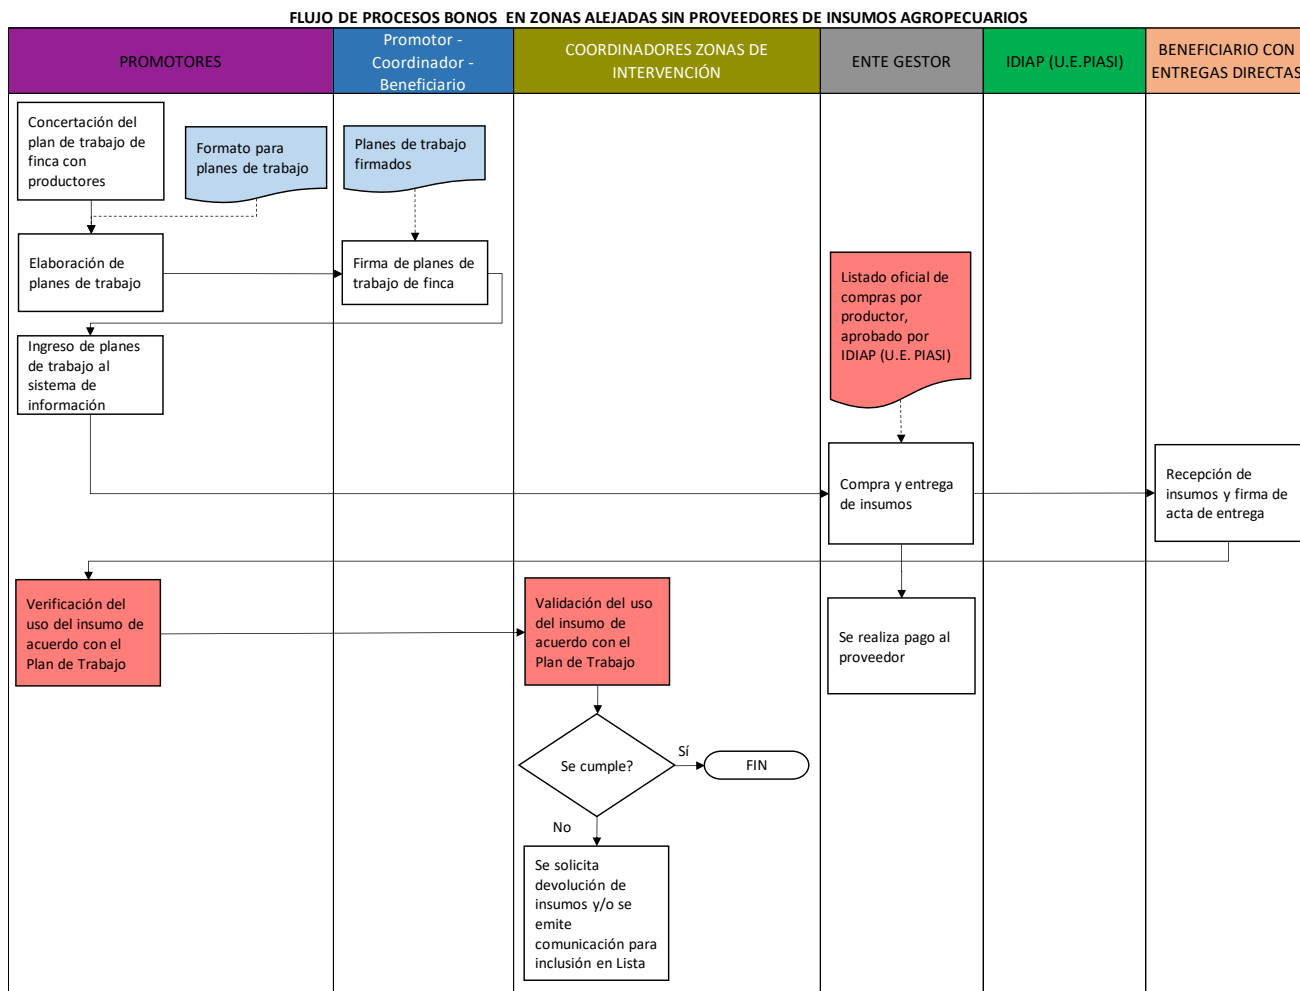 FLUJO DE PROCESOS BONOS  EN ZONAS ALEJADAS SIN PROVEEDORES DE INSUMOS AGROPECUARIOS
PROMOTORES
Promotor -
Coordinador -
Beneficiario
COORDINADORES ZONAS DE
INTERVENCIÓN
ENTE GESTOR
IDIAP (U.E.PIASI)
BENEFICIARIO CON
ENTREGAS DIRECTAS
Concertación del
plan de trabajo de
finca con
productores
Formato para
planes de trabajo
Planes de trabajo
firmados
Elaboración de
planes de trabajo
Firma de planes de
trabajo de finca
Listado oficial de
compras por
productor,
aprobado por
IDIAP (U.E. PIASI)
Ingreso de planes
de trabajo al
sistema de
información
Compra y entrega
de insumos
Recepción de
insumos y firma de
acta de entrega
Verificación del
uso del insumo de
acuerdo con el
Plan de Trabajo
Validación del uso
del insumo de
acuerdo con el
Plan de Trabajo
Se realiza pago al
proveedor
Se cumple?
Sí
FIN
No
Se solicita
devolución de
insumos y/o se
emite
comunicación para
inclusión en Lista